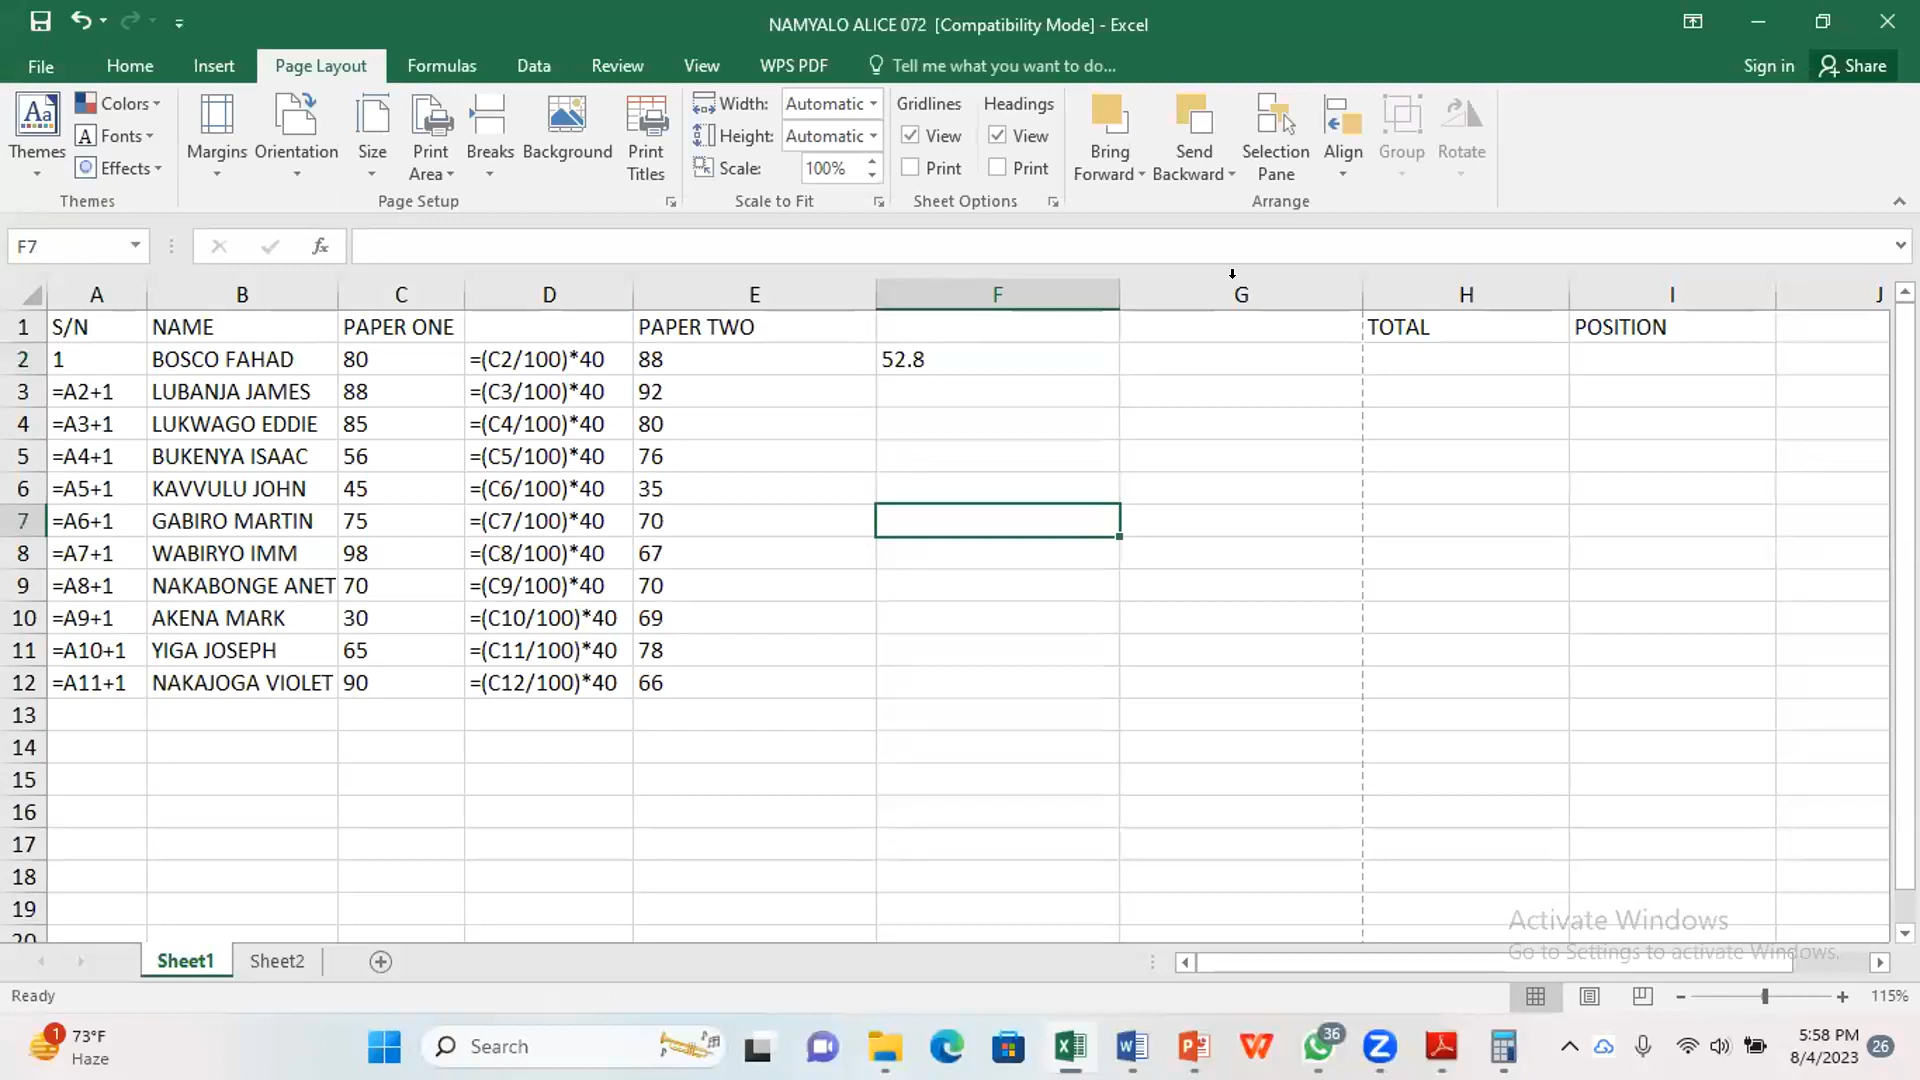 NAMYALO ALICE 072 [Compatibility Mode] - Excel
File Home Insert Page Layout Formulas Data Review View WPS PDF Tell me what you want to do... Sign in Share
Themes
Colors
Fonts
Effects
Themes
Margins
Orientation
Size
Print Area
Breaks
Background
Print Titles
Page Setup
Width: Automatic
Height: Automatic
Scale: 100%
Scale to Fit
Gridlines
View
Print
Headings
View
Print
Sheet Options
Bring Forward
Send Backward
Selection Pane
Align
Group
Rotate
Arrange
F7 fx
A B C D E F G H I J
1 S/N NAME PAPER ONE PAPER TWO TOTAL POSITION
2 1 BOSCO FAHAD 80 =(C2/100)*40 88 52.8
3 =A2+1 LUBANJA JAMES 88 =(C3/100)*40 92
4 =A3+1 LUKWAGO EDDIE 85 =(C4/100)*40 80
5 =A4+1 BUKENYA ISAAC 56 =(C5/100)*40 76
6 =A5+1 KAVVULU JOHN 45 =(C6/100)*40 35
7 =A6+1 GABIRO MARTIN 75 =(C7/100)*40 70
8 =A7+1 WABIRYO IMM 98 =(C8/100)*40 67
9 =A8+1 NAKABONGE ANET 70 =(C9/100)*40 70
10 =A9+1 AKENA MARK 30 =(C10/100)*40 69
11 =A10+1 YIGA JOSEPH 65 =(C11/100)*40 78
12 =A11+1 NAKAJOGA VIOLET 90 =(C12/100)*40 66
13
14
15
16
17
18
19
20
Activate Windows
Go to Settings to activate Windows.
Sheet1 Sheet2
Ready 115%
1 73°F
Haze
Search
36
5:58 PM
8/4/2023
26